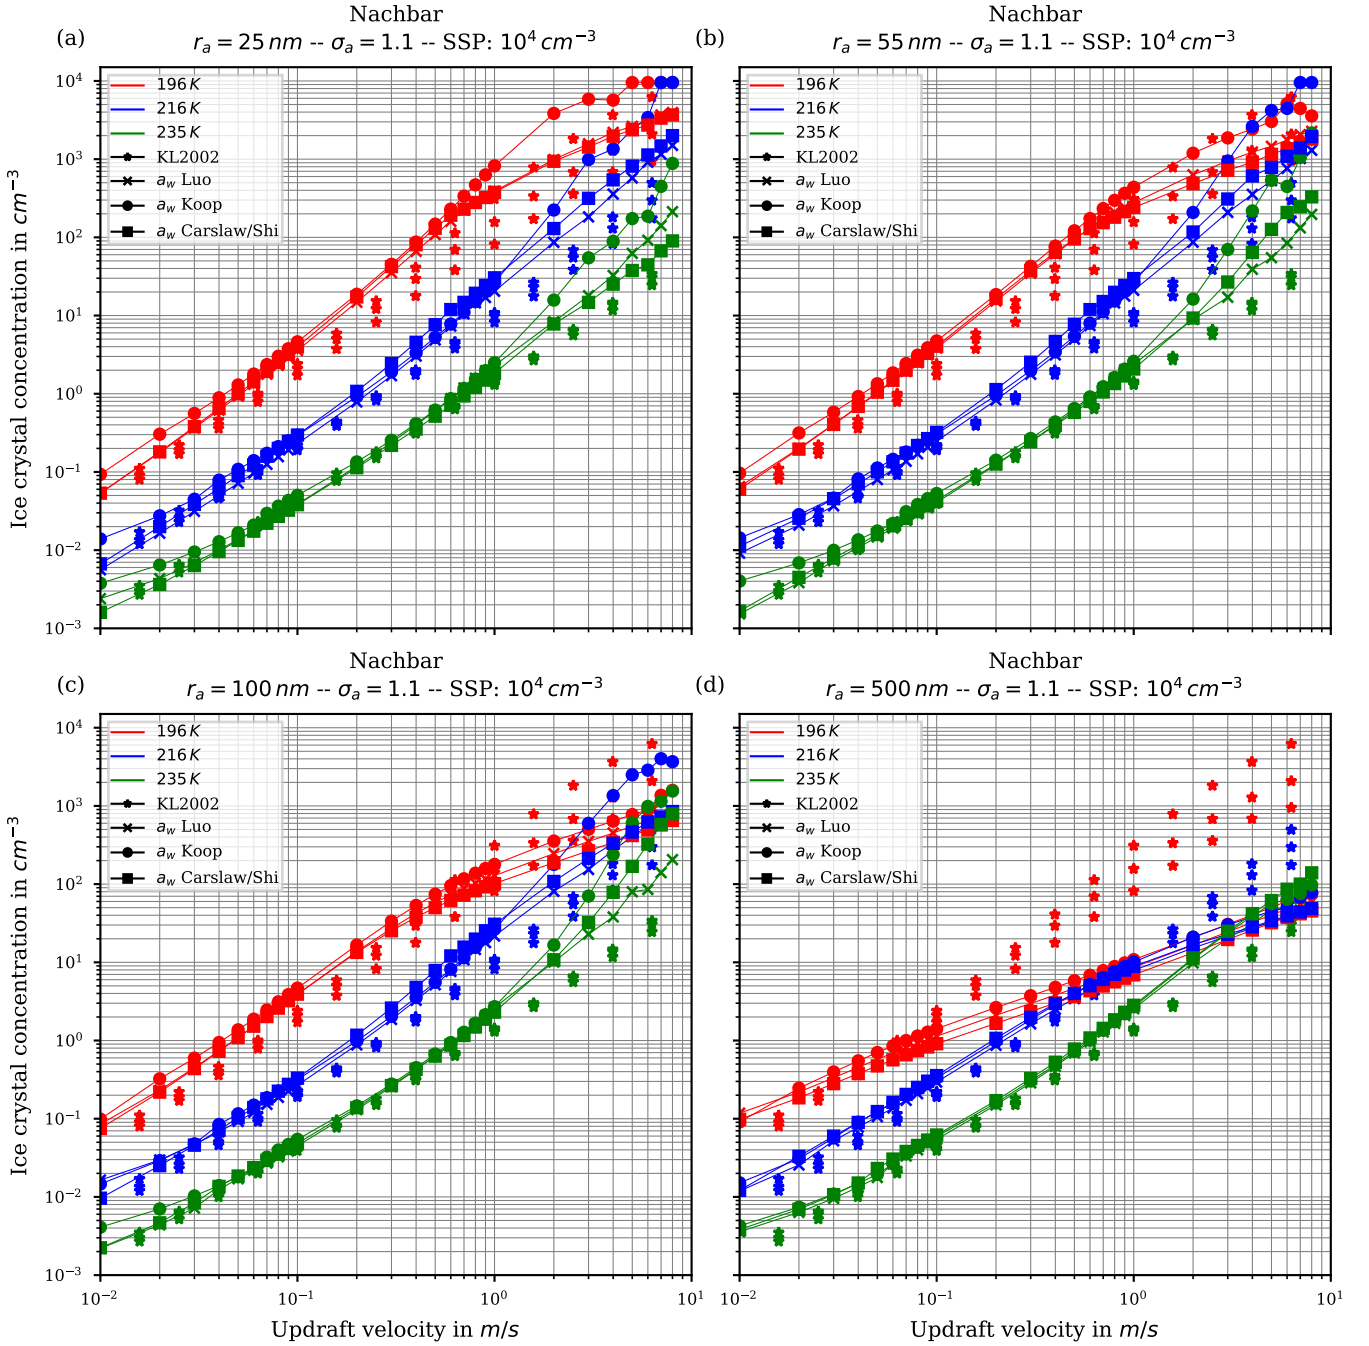 Nachbar
(a) r_a = 25 nm -- σ_a = 1.1 -- SSP: 10^4 cm^−3
196 K
216 K
235 K
KL2002
a_w Luo
a_w Koop
a_w Carslaw/Shi
10^4
10^3
10^2
10^1
10^0
10^−1
10^−2
10^−3
Ice crystal concentration in cm^−3
Nachbar
(b) r_a = 55 nm -- σ_a = 1.1 -- SSP: 10^4 cm^−3
196 K
216 K
235 K
KL2002
a_w Luo
a_w Koop
a_w Carslaw/Shi
Nachbar
(c) r_a = 100 nm -- σ_a = 1.1 -- SSP: 10^4 cm^−3
196 K
216 K
235 K
KL2002
a_w Luo
a_w Koop
a_w Carslaw/Shi
10^4
10^3
10^2
10^1
10^0
10^−1
10^−2
10^−3
Ice crystal concentration in cm^−3
10^−2 10^−1 10^0 10^1
Updraft velocity in m/s
Nachbar
(d) r_a = 500 nm -- σ_a = 1.1 -- SSP: 10^4 cm^−3
196 K
216 K
235 K
KL2002
a_w Luo
a_w Koop
a_w Carslaw/Shi
10^−2 10^−1 10^0 10^1
Updraft velocity in m/s